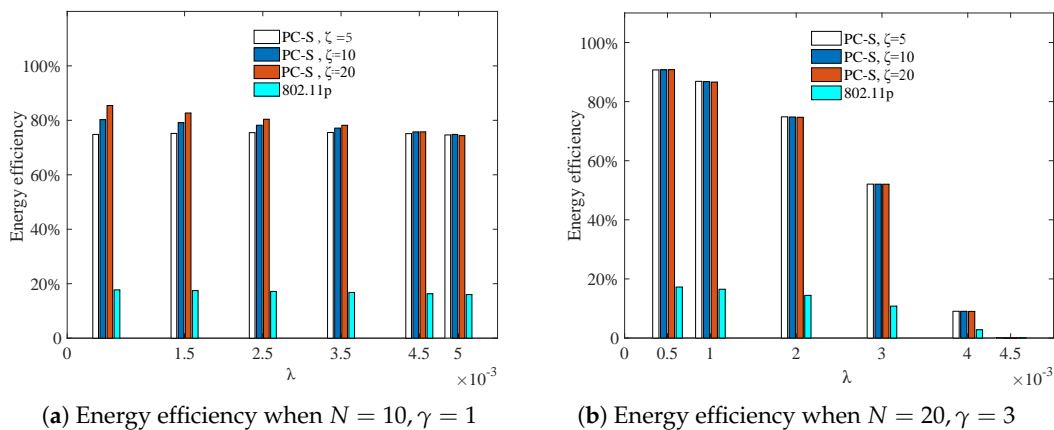 PC-S , ζ =5
PC-S , ζ=10
PC-S , ζ=20
802.11p
100%
80%
60%
40%
20%
0
Energy efficiency
0 1.5 2.5 3.5 4.5 5
λ
×10⁻³
(a) Energy efficiency when N = 10, γ = 1
PC-S, ζ=5
PC-S, ζ=10
PC-S, ζ=20
802.11p
100%
80%
60%
40%
20%
0
Energy efficiency
0 0.5 1 2 3 4 4.5
λ
×10⁻³
(b) Energy efficiency when N = 20, γ = 3